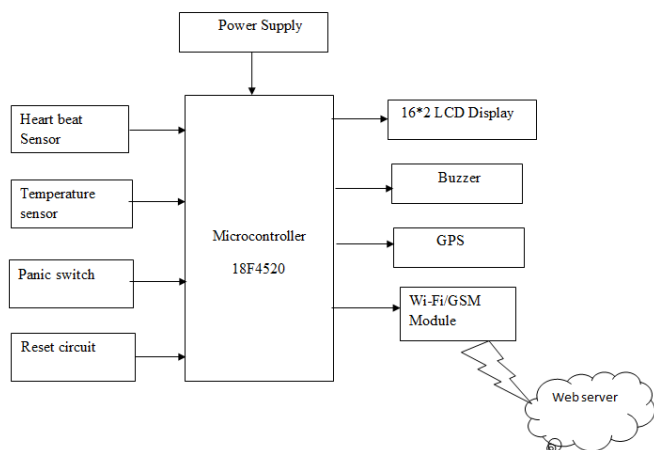 Power Supply
Heart beat
Sensor
16*2 LCD Display
Temperature
sensor
Buzzer
Microcontroller
18F4520
GPS
Panic switch
Wi-Fi/GSM
Module
Reset circuit
Web server